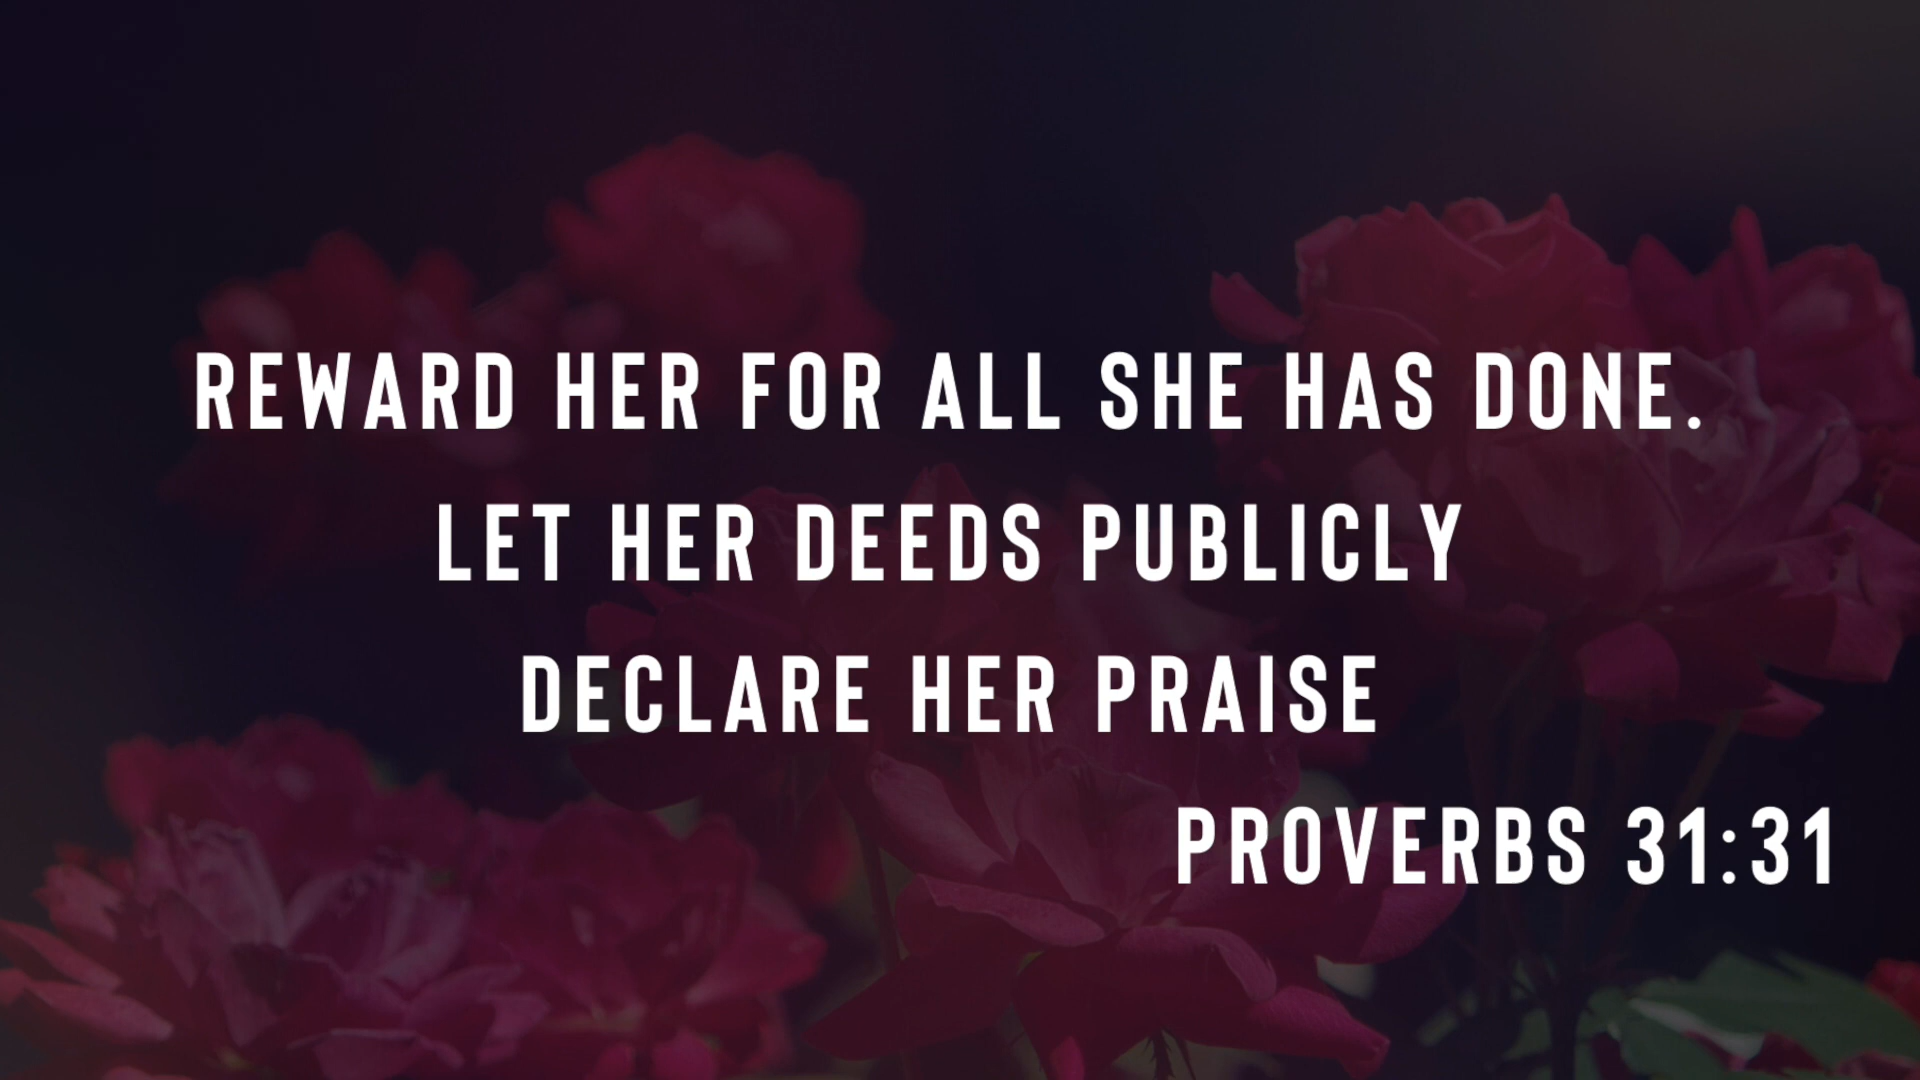 REWARD HER FOR ALL SHE HAS DONE.
LET HER DEEDS PUBLICLY
DECLARE HER PRAISE
PROVERBS 31:31